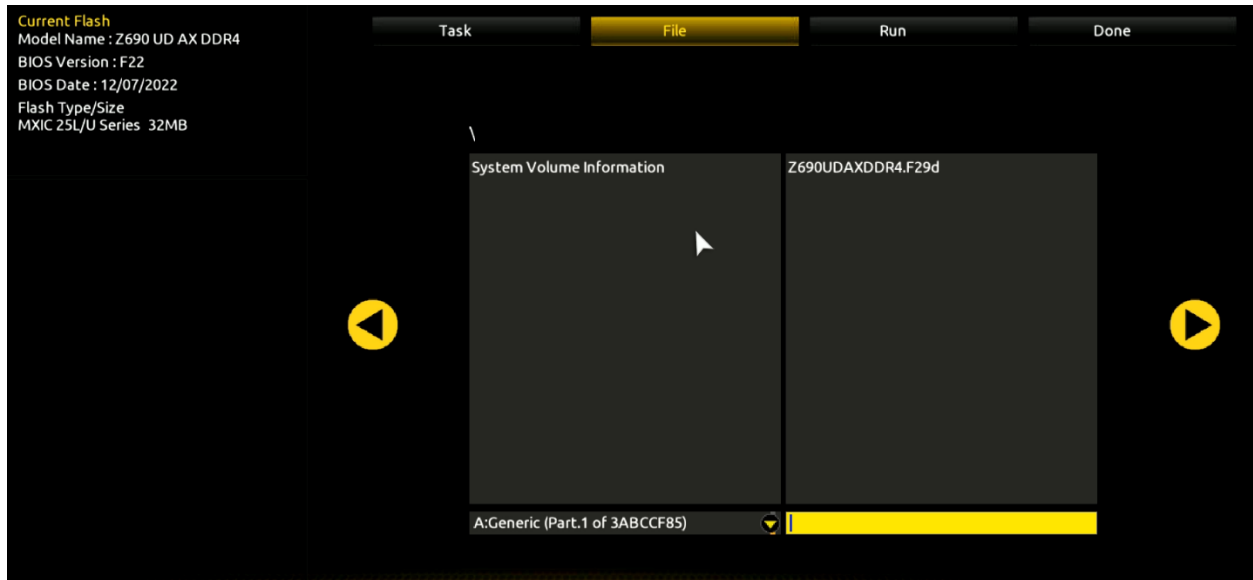 Current Flash
Model Name : Z690 UD AX DDR4
BIOS Version : F22
BIOS Date : 12/07/2022
Flash Type/Size
MXIC 25L/U Series  32MB
Task
File
Run
Done
\
System Volume Information
Z690UDAXDDR4.F29d
A:Generic (Part.1 of 3ABCCF85)